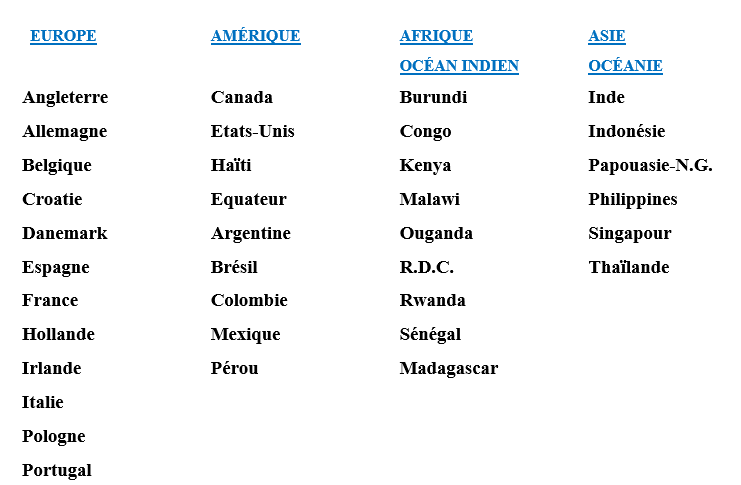 EUROPE
Angleterre
Allemagne
Belgique
Croatie
Danemark
Espagne
France
Hollande
Irlande
Italie
Pologne
Portugal
AMÉRIQUE
Canada
Etats-Unis
Haïti
Equateur
Argentine
Brésil
Colombie
Mexique
Pérou
AFRIQUE
OCÉAN INDIEN
Burundi
Congo
Kenya
Malawi
Ouganda
R.D.C.
Rwanda
Sénégal
Madagascar
ASIE
OCÉANIE
Inde
Indonésie
Papouasie-N.G.
Philippines
Singapour
Thaïlande